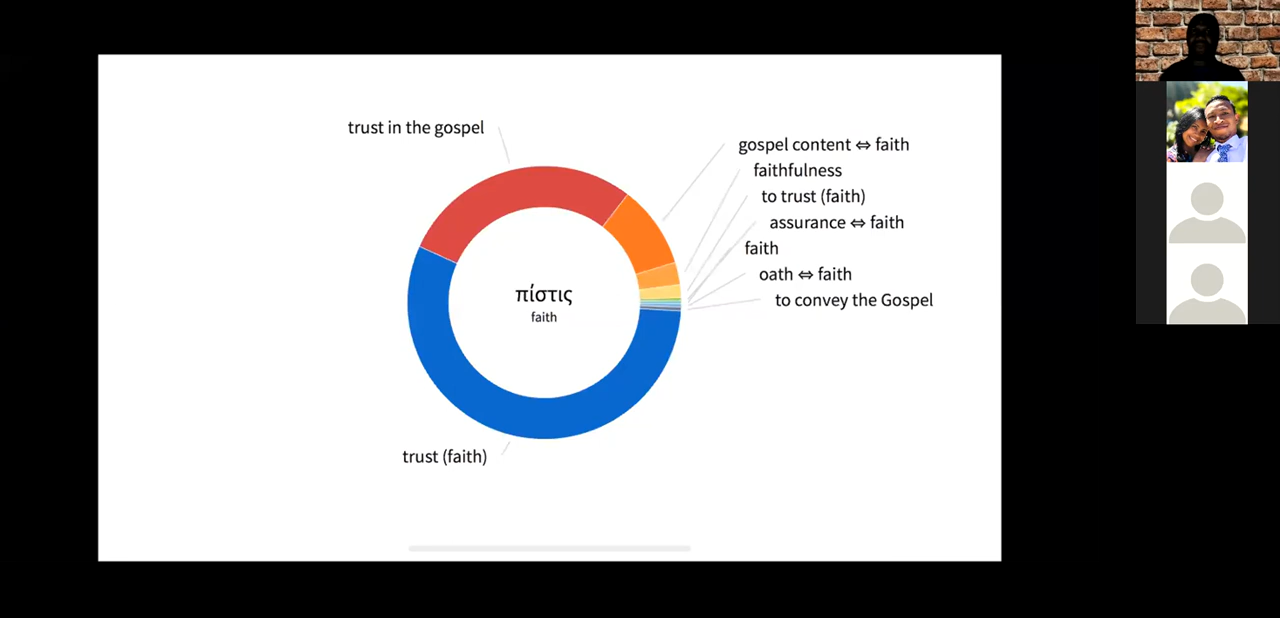 trust in the gospel
gospel content ⇔ faith
faithfulness
to trust (faith)
assurance ⇔ faith
faith
oath ⇔ faith
to convey the Gospel
πίστις
faith
trust (faith)